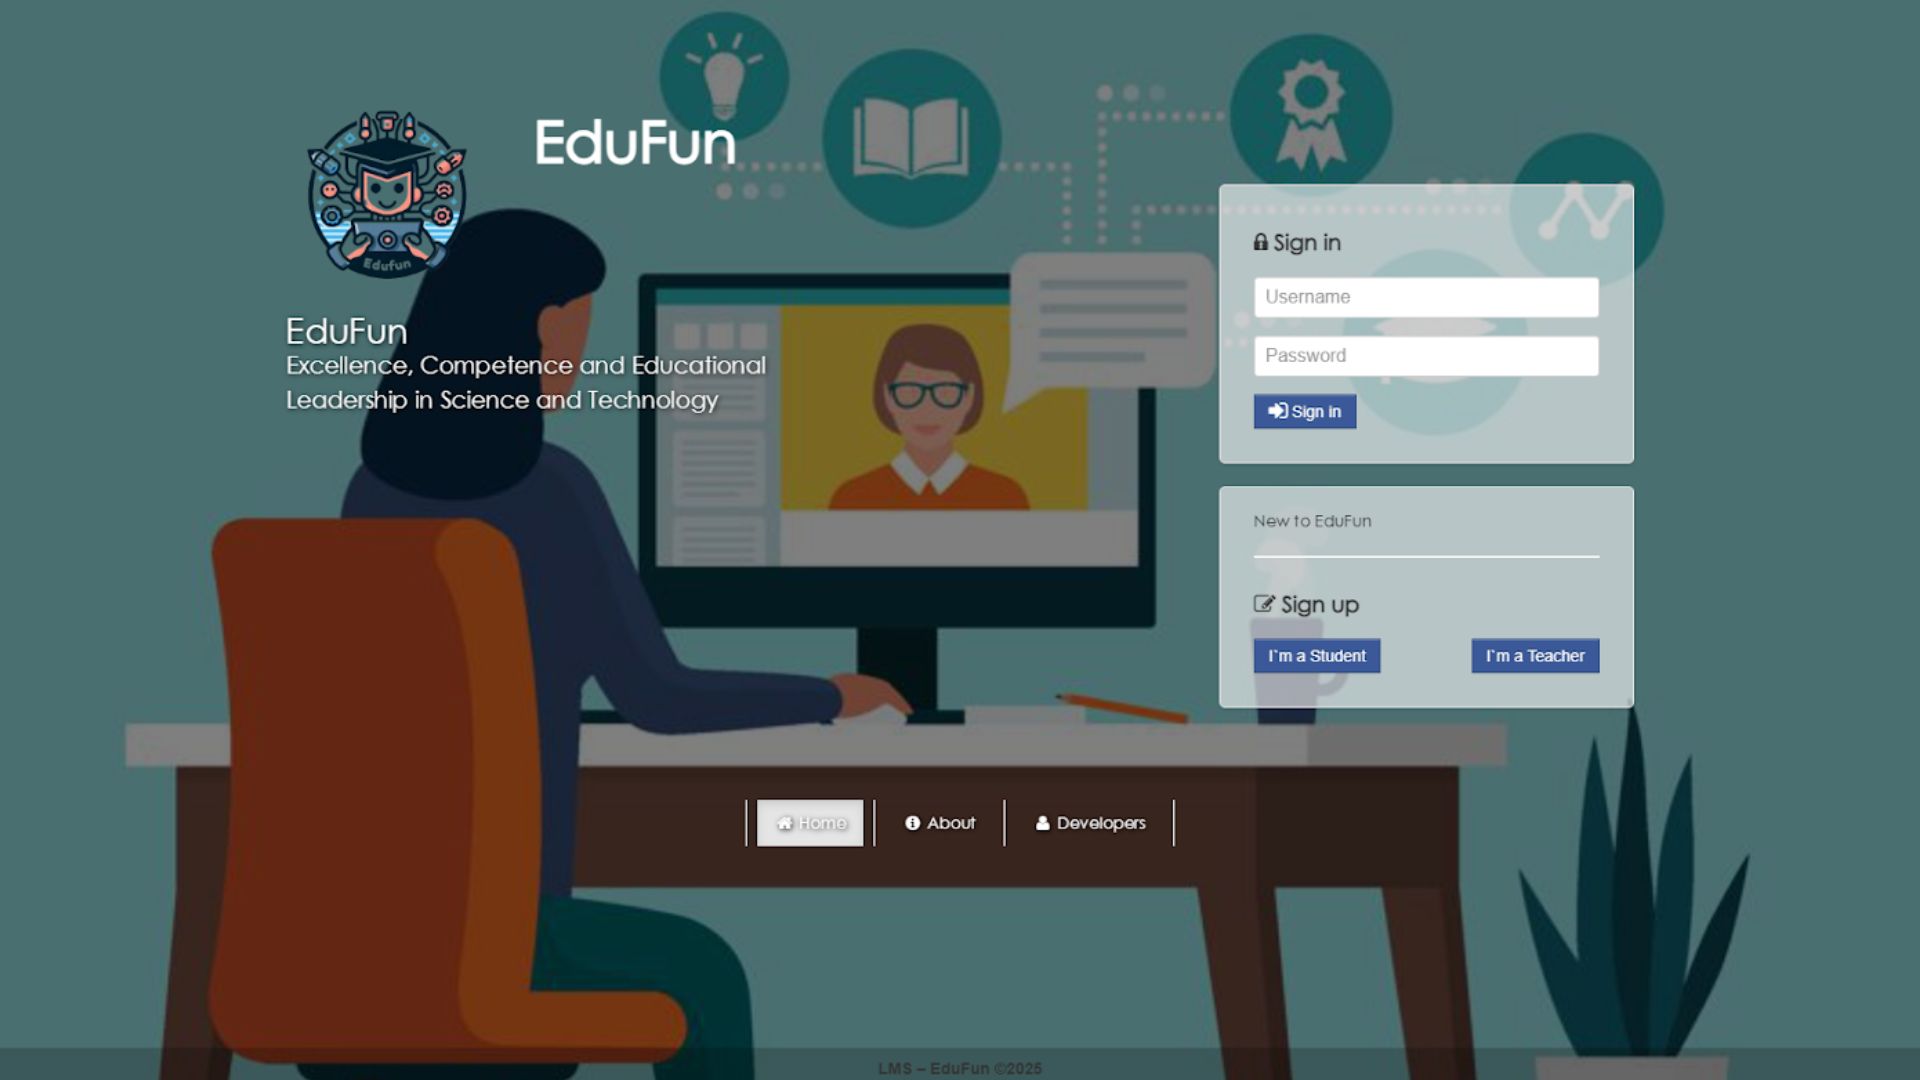 EduFun
Edufun
EduFun
Excellence, Competence and Educational
Leadership in Science and Technology
Sign in
Username
Password
Sign in
New to EduFun
Sign up
I`m a Student
I`m a Teacher
Home
About
Developers
LMS – EduFun ©2025